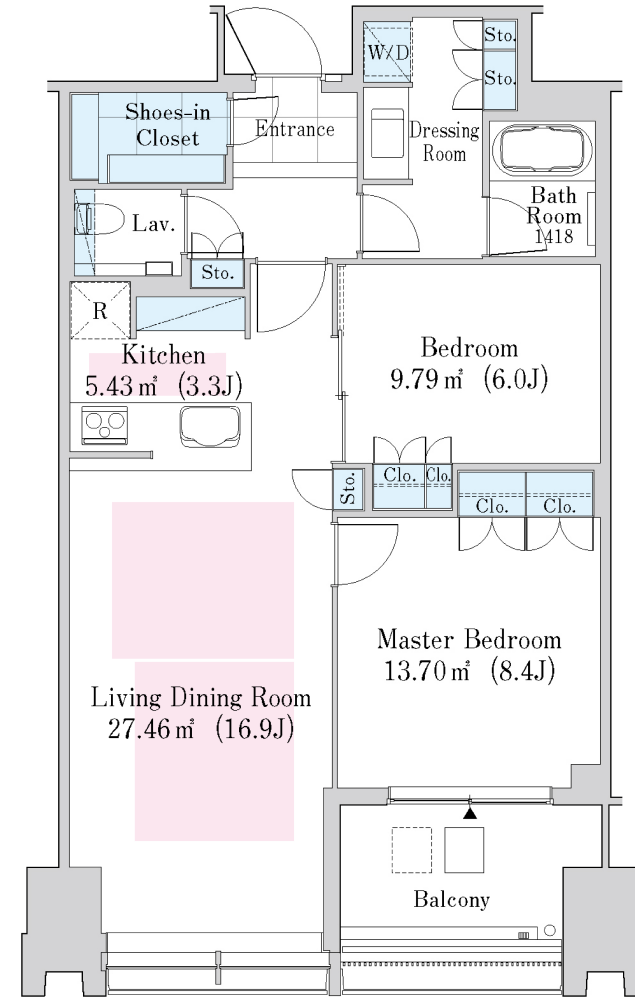 W/D
Sto.
Sto.
Shoes-in
Closet
Entrance
Dressing
Room
Lav.
Bath
Room
1418
Sto.
R
Kitchen
5.43㎡ (3.3J)
Bedroom
9.79㎡ (6.0J)
Sto.
Clo.
Clo.
Clo.
Clo.
Master Bedroom
13.70㎡ (8.4J)
Living Dining Room
27.46㎡ (16.9J)
Balcony